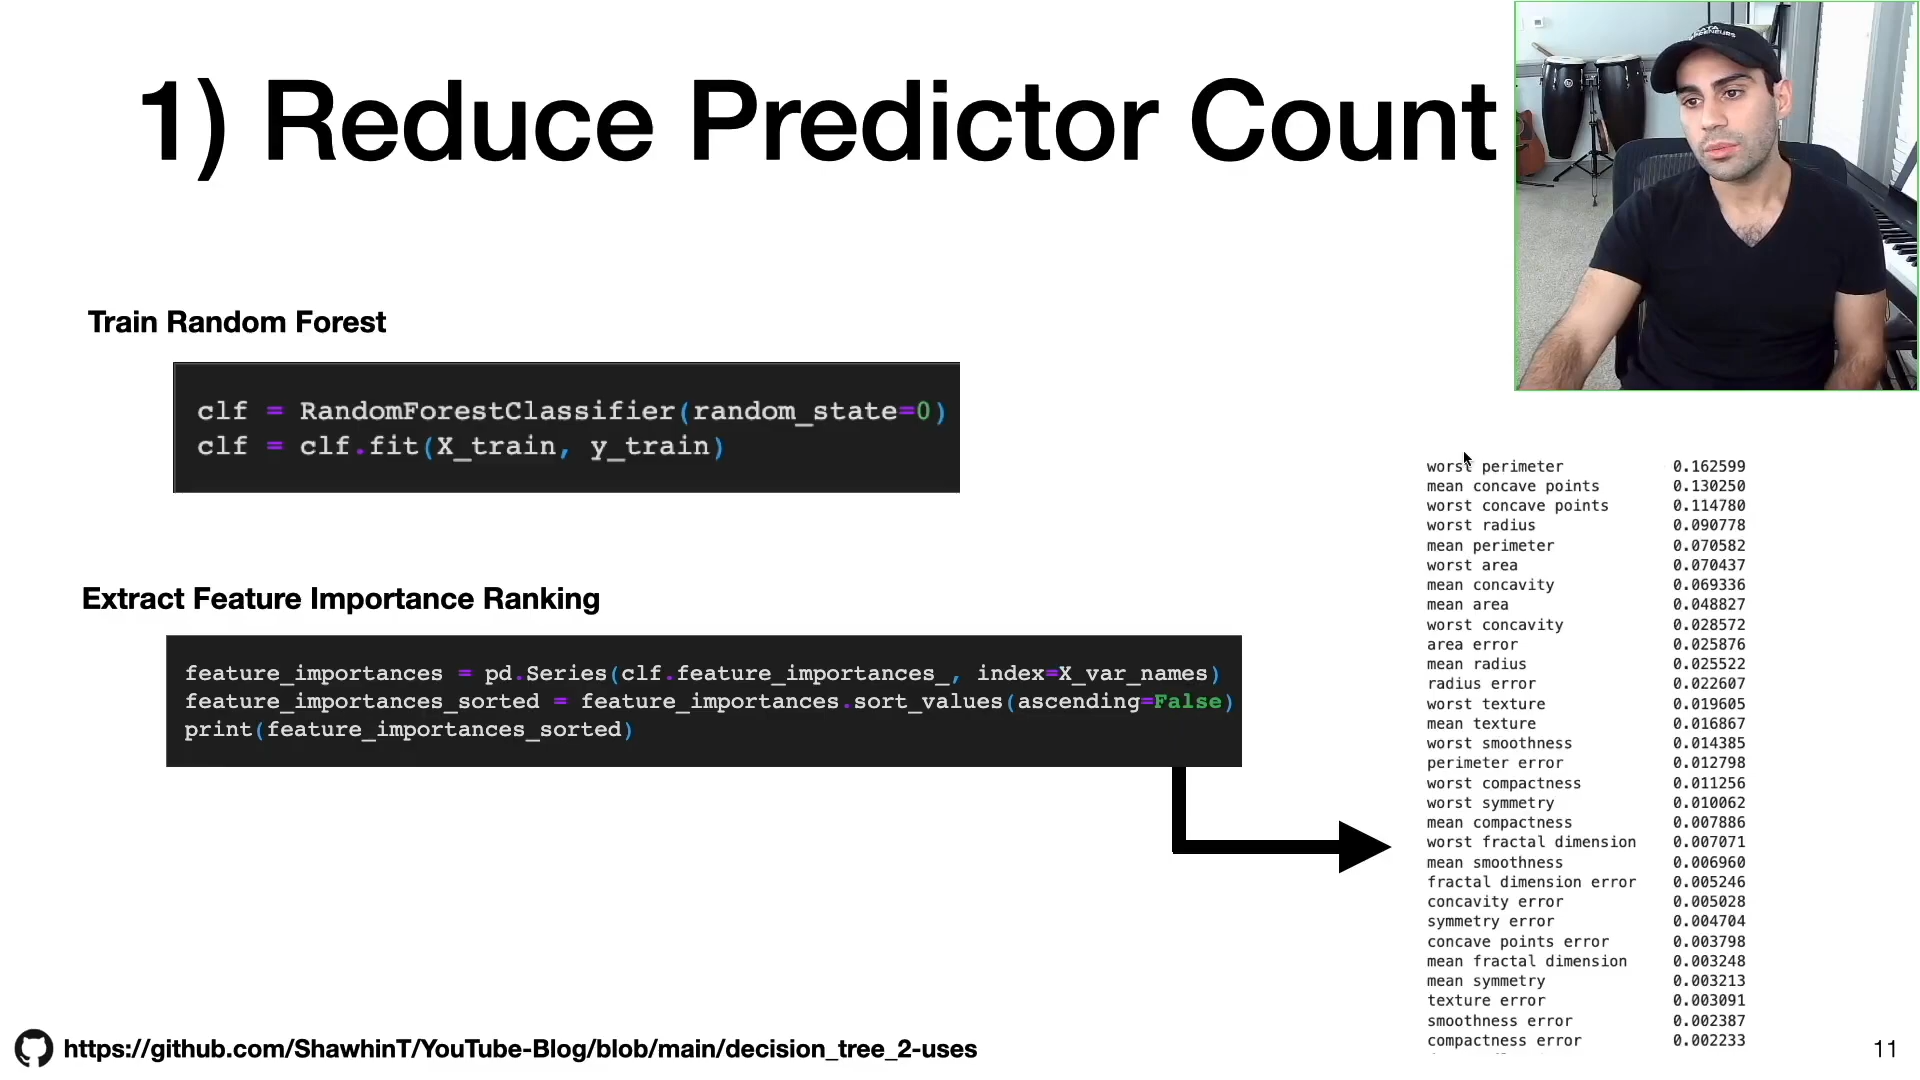 1) Reduce Predictor Count
Train Random Forest
clf = RandomForestClassifier(random_state=0)
clf = clf.fit(X_train, y_train)
Extract Feature Importance Ranking
feature_importances = pd.Series(clf.feature_importances_, index=X_var_names)
feature_importances_sorted = feature_importances.sort_values(ascending=False)
print(feature_importances_sorted)
worst perimeter 0.162599
mean concave points 0.130250
worst concave points 0.114780
worst radius 0.090778
mean perimeter 0.070582
worst area 0.070437
mean concavity 0.069336
mean area 0.048827
worst concavity 0.028572
area error 0.025876
mean radius 0.025522
radius error 0.022607
worst texture 0.019605
mean texture 0.016867
worst smoothness 0.014385
perimeter error 0.012798
worst compactness 0.011256
worst symmetry 0.010062
mean compactness 0.007886
worst fractal dimension 0.007071
mean smoothness 0.006960
fractal dimension error 0.005246
concavity error 0.005028
symmetry error 0.004704
concave points error 0.003798
mean fractal dimension 0.003248
mean symmetry 0.003213
texture error 0.003091
smoothness error 0.002387
compactness error 0.002233
https://github.com/ShawhinT/YouTube-Blog/blob/main/decision_tree_2-uses
11